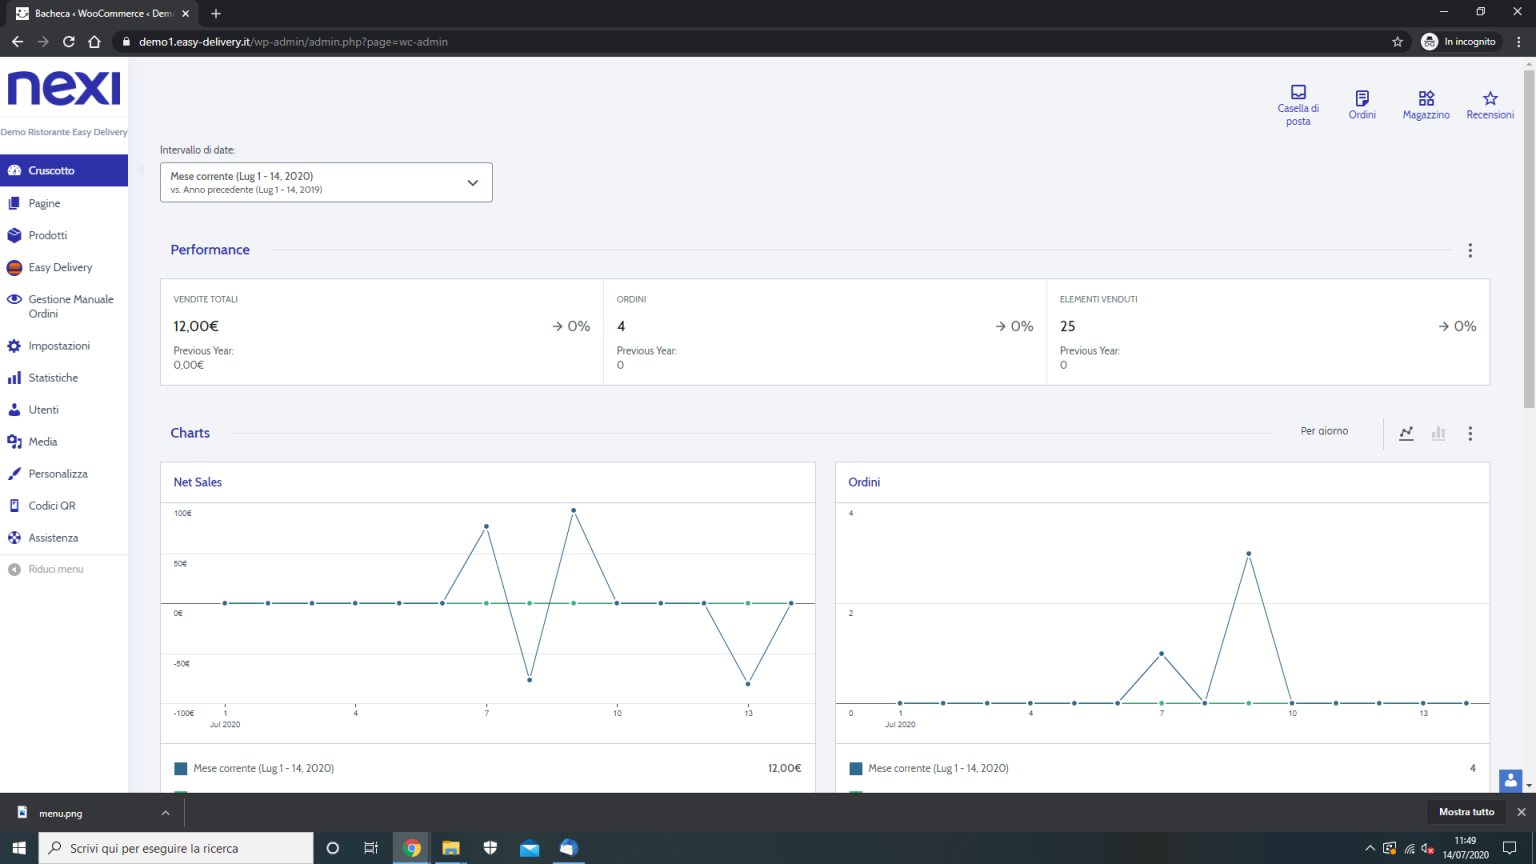 Bacheca ‹ WooCommerce ‹ Demo
demo1.easy-delivery.it/wp-admin/admin.php?page=wc-admin
In incognito
nexi
Demo Ristorante Easy Delivery
Cruscotto
Pagine
Prodotti
Easy Delivery
Gestione Manuale
Ordini
Impostazioni
Statistiche
Utenti
Media
Personalizza
Codici QR
Assistenza
Riduci menu
Casella di
posta
Ordini
Magazzino
Recensioni
Intervallo di date:
Mese corrente (Lug 1 - 14, 2020)
vs. Anno precedente (Lug 1 - 14, 2019)
Performance
VENDITE TOTALI
12,00€
→ 0%
Previous Year:
0,00€
ORDINI
4
→ 0%
Previous Year:
0
ELEMENTI VENDUTI
25
→ 0%
Previous Year:
0
Charts
Per giorno
Net Sales
100€
50€
0€
-50€
-100€
1 4 7 10 13
Jul 2020
Mese corrente (Lug 1 - 14, 2020) 12,00€
Ordini
4
2
0
1 4 7 10 13
Jul 2020
Mese corrente (Lug 1 - 14, 2020) 4
menu.png
Mostra tutto
Scrivi qui per eseguire la ricerca
11:49
14/07/2020